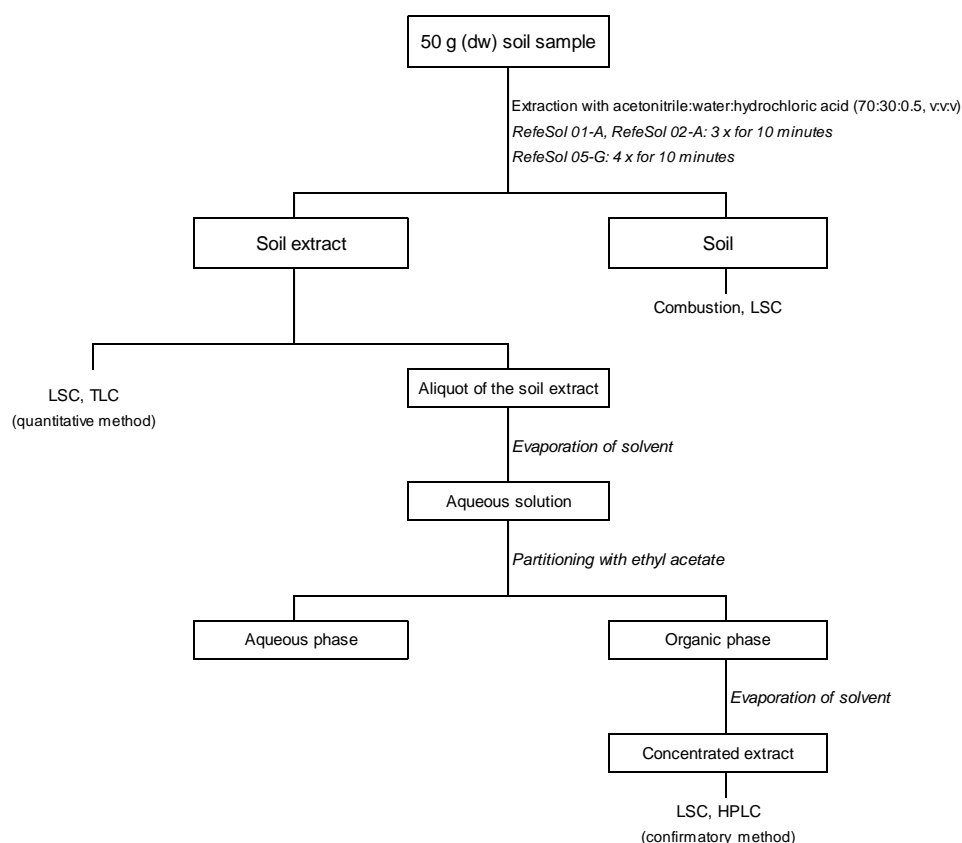 50 g (dw) soil sample
Extraction with acetonitrile:water:hydrochloric acid (70:30:0.5, v:v:v)
RefeSol 01-A, RefeSol 02-A: 3 x for 10 minutes
RefeSol 05-G: 4 x for 10 minutes
Soil extract
Soil
Combustion, LSC
LSC, TLC
(quantitative method)
Aliquot of the soil extract
Evaporation of solvent
Aqueous solution
Partitioning with ethyl acetate
Aqueous phase
Organic phase
Evaporation of solvent
Concentrated extract
LSC, HPLC
(confirmatory method)